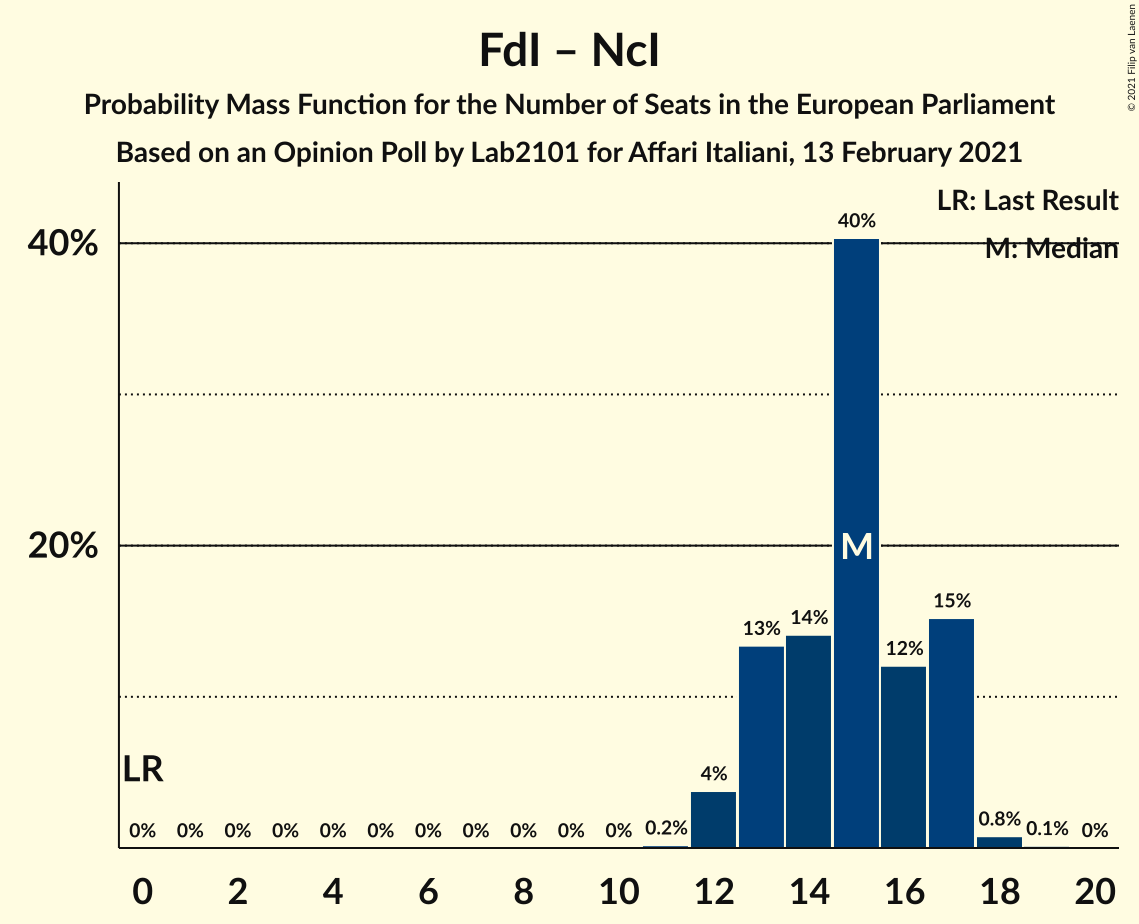 FdI – NcI
Probability Mass Function for the Number of Seats in the European Parliament
Based on an Opinion Poll by Lab2101 for Affari Italiani, 13 February 2021
© 2021 Filip van Laenen
LR: Last Result
M: Median
40%
20%
40%
M
15%
14%
13%
12%
4%
LR
0% 0% 0% 0% 0% 0% 0% 0% 0% 0% 0% 0.2% 0.8% 0.1% 0%
0 2 4 6 8 10 12 14 16 18 20